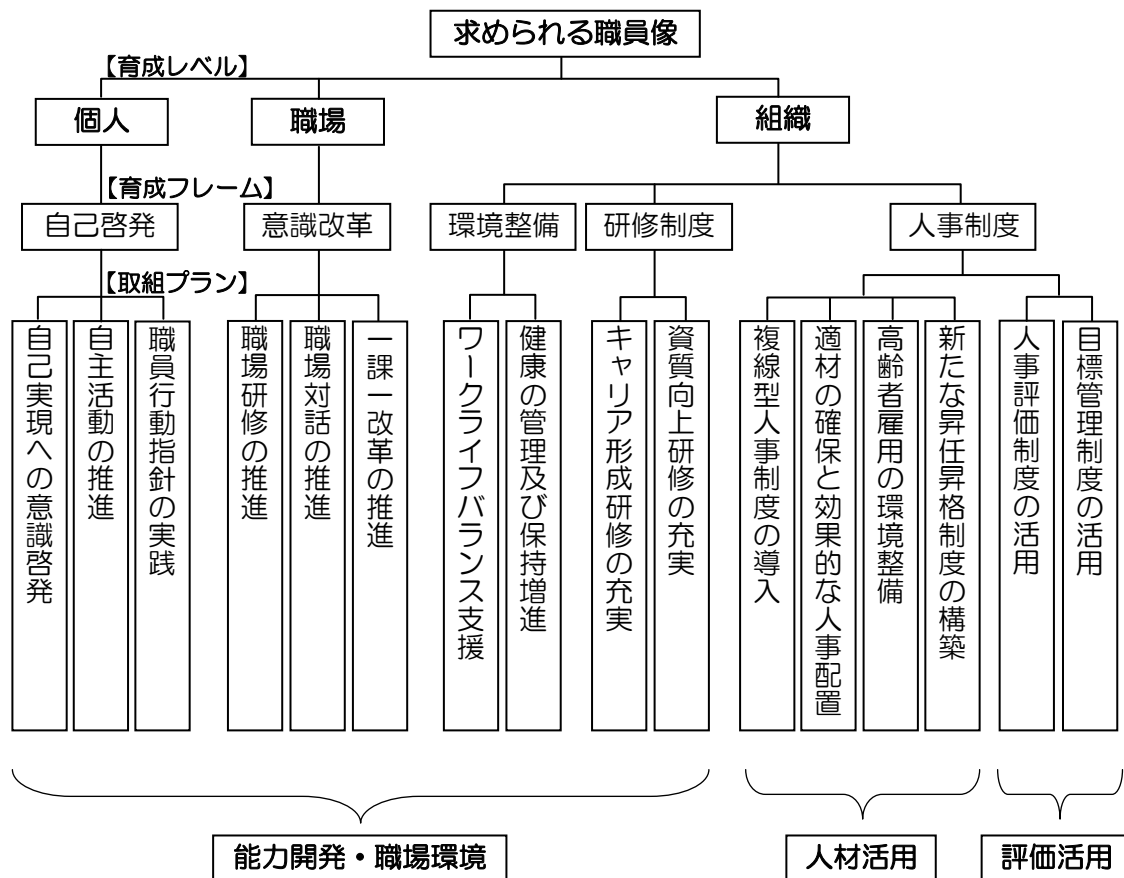 求められる職員像
【育成レベル】
個人
職場
組織
【育成フレーム】
自己啓発
意識改革
環境整備
研修制度
人事制度
【取組プラン】
自己実現への意識啓発
自主活動の推進
職員行動指針の実践
職場研修の推進
職場対話の推進
一課一改革の推進
ワークライフバランス支援
健康の管理及び保持増進
キャリア形成研修の充実
資質向上研修の充実
複線型人事制度の導入
適材の確保と効果的な人事配置
高齢者雇用の環境整備
新たな昇任昇格制度の構築
人事評価制度の活用
目標管理制度の活用
能力開発・職場環境
人材活用
評価活用